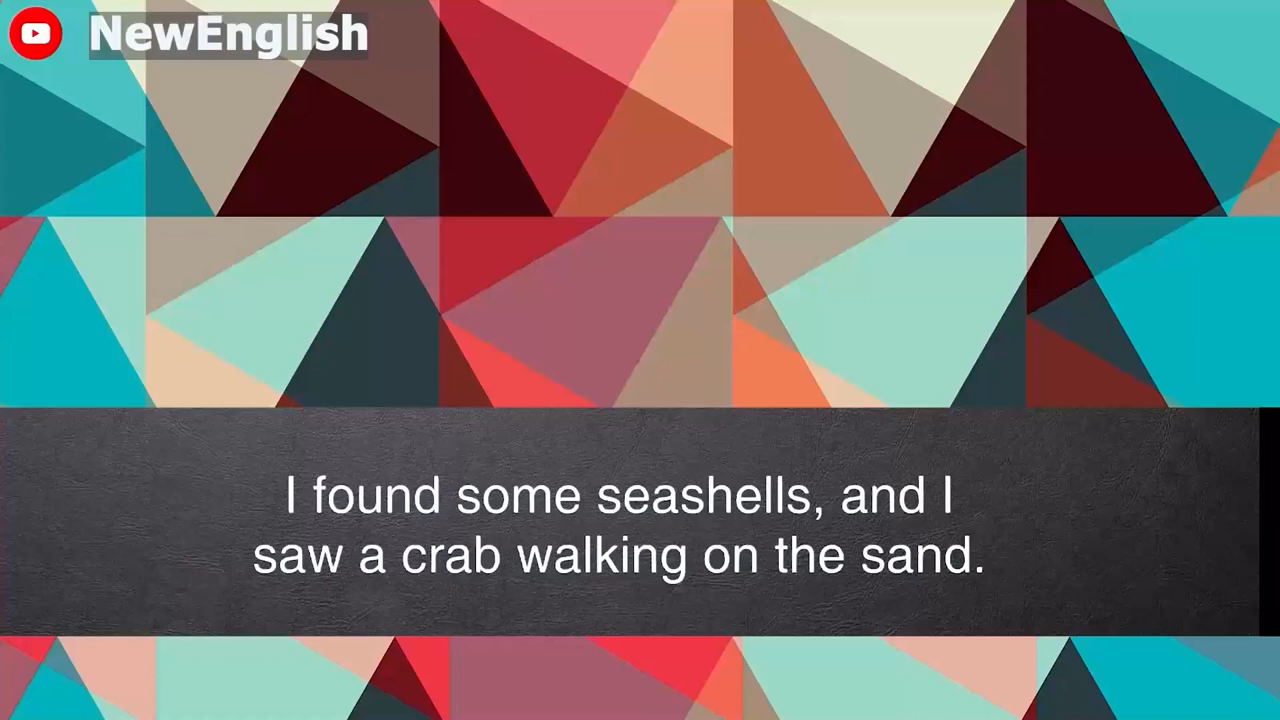 NewEnglish
I found some seashells, and I
saw a crab walking on the sand.